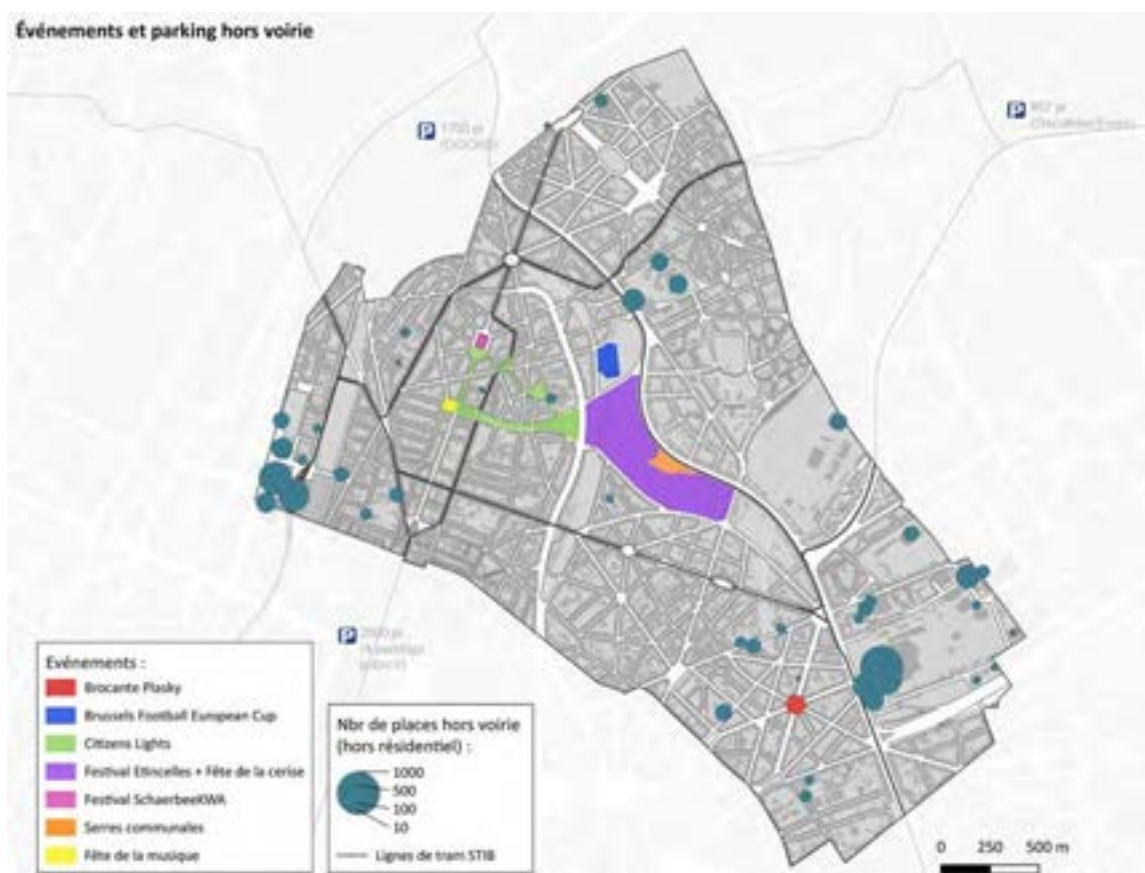 Événements et parking hors voirie
1700 pl
Evénements :
Brocante Plasky
Brussels Football European Cup
Citizens Lights
Festival Etincelles + Fête de la cerise
Festival SchaerbeeKWA
Serres communales
Fête de la musique
Nbr de places hors voirie
(hors résidentiel) :
1000
500
100
10
Lignes de tram STIB
0 250 500 m